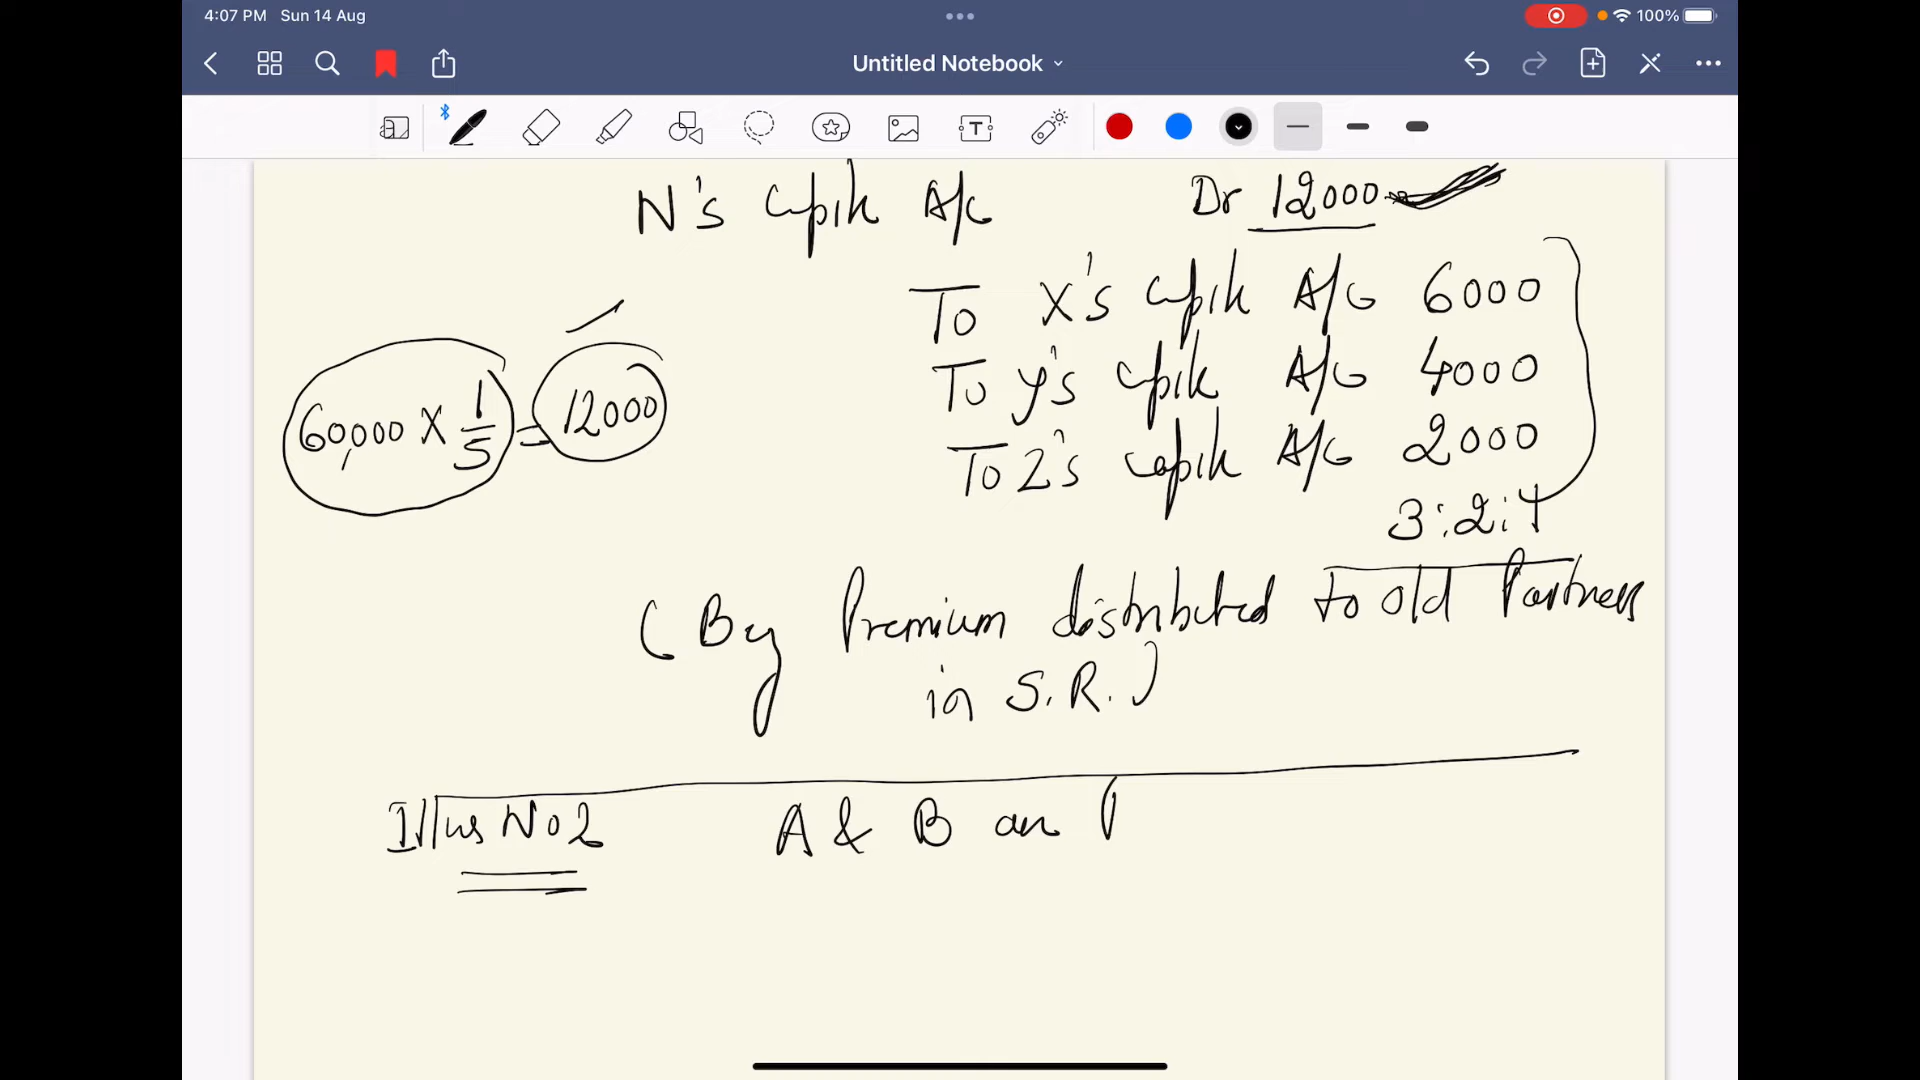 4:07 PM Sun 14 Aug 100%
Untitled Notebook
N's Capik A/c Dr 12000
To X's Capik A/c 6000
To Y's Capik A/c 4000
60,000 X 1/5 = 12000
To Z's Capik A/c 2000
3:2:1
( By Premium distributed to old Partners
in S.R.)
Illus No 2 A & B are